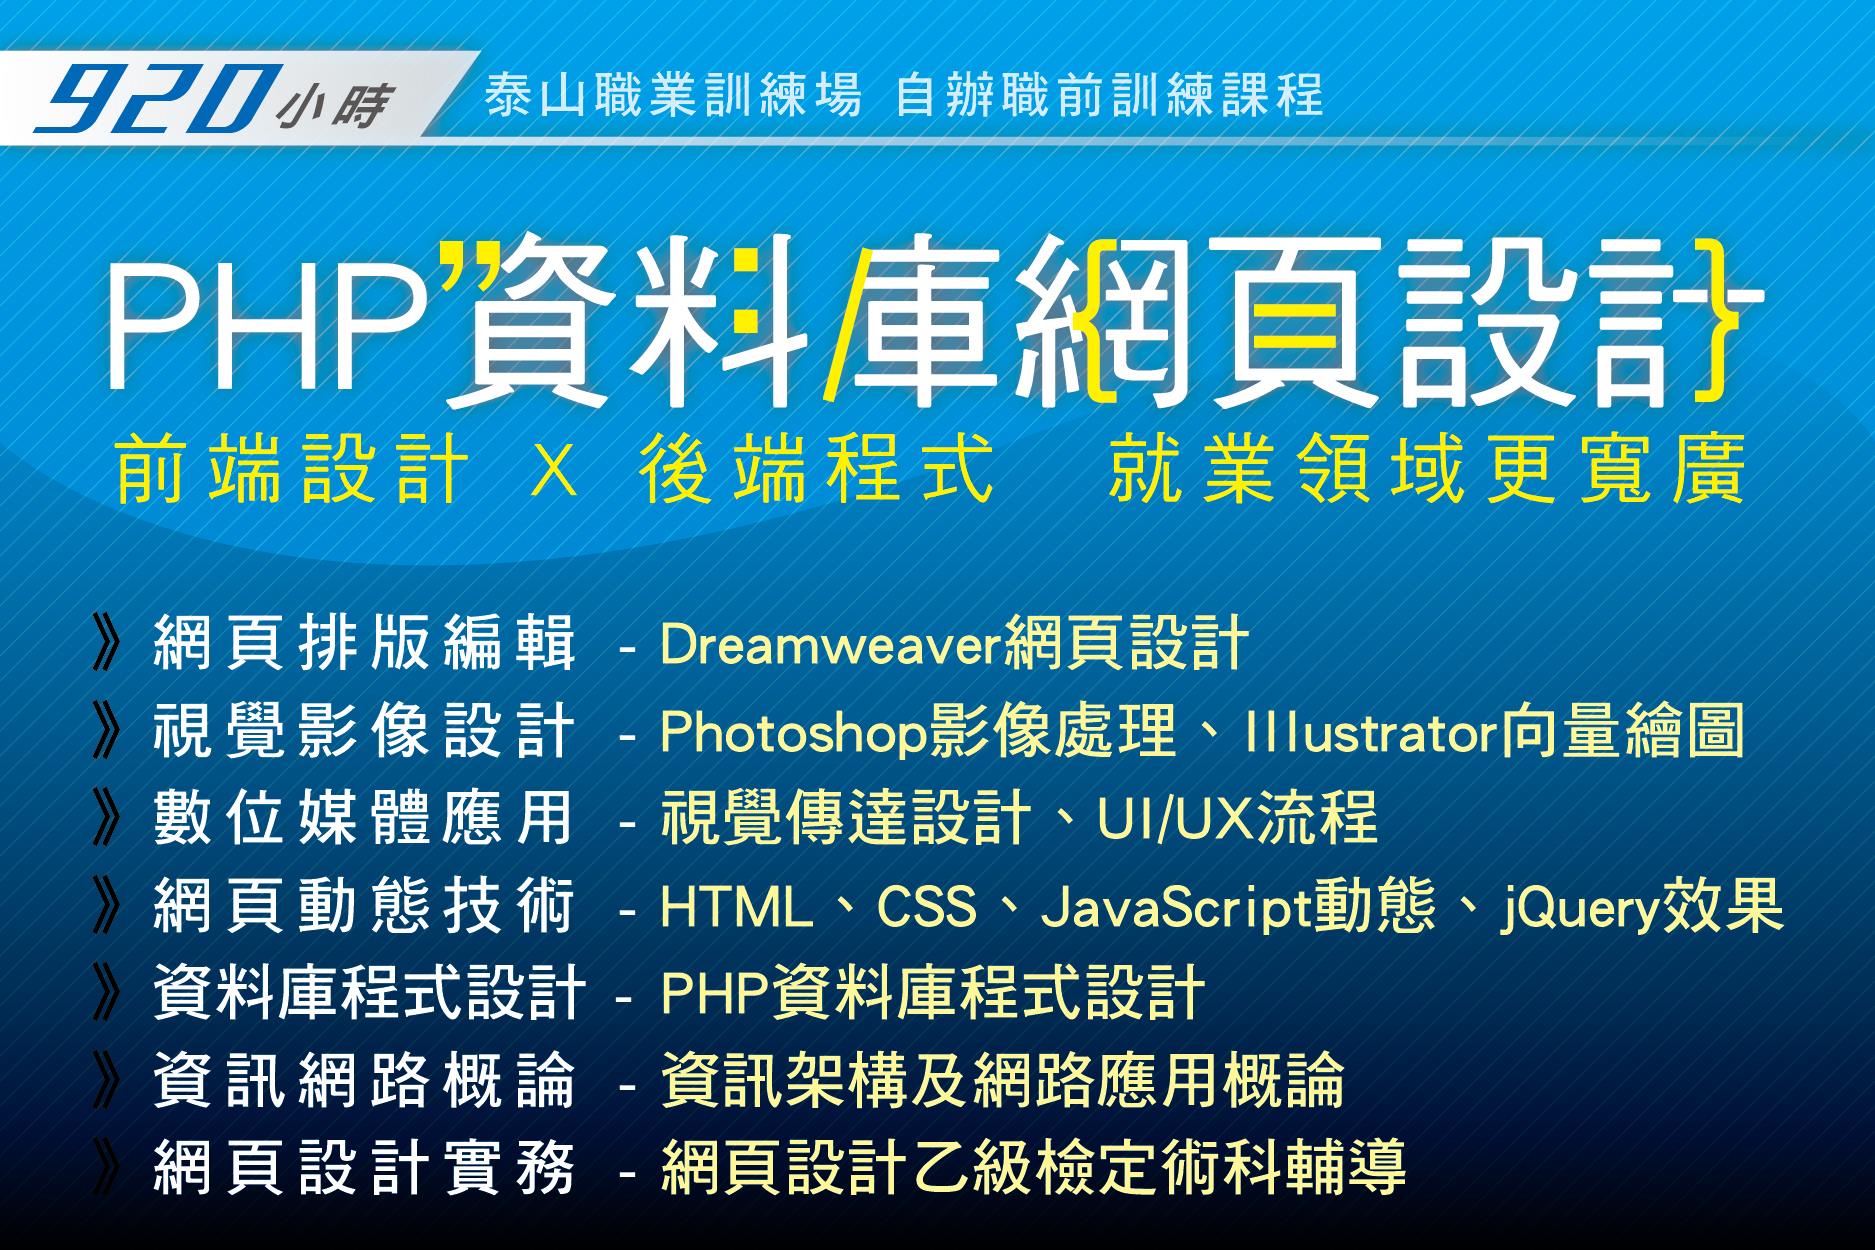 920小時 泰山職業訓練場 自辦職前訓練課程
PHP”資料庫網頁設計}
前端設計 X 後端程式 就業領域更寬廣
》網頁排版編輯 - Dreamweaver網頁設計
》視覺影像設計 - Photoshop影像處理、Illustrator向量繪圖
》數位媒體應用 - 視覺傳達設計、UI/UX流程
》網頁動態技術 - HTML、CSS、JavaScript動態、jQuery效果
》資料庫程式設計 - PHP資料庫程式設計
》資訊網路概論 - 資訊架構及網路應用概論
》網頁設計實務 - 網頁設計乙級檢定術科輔導